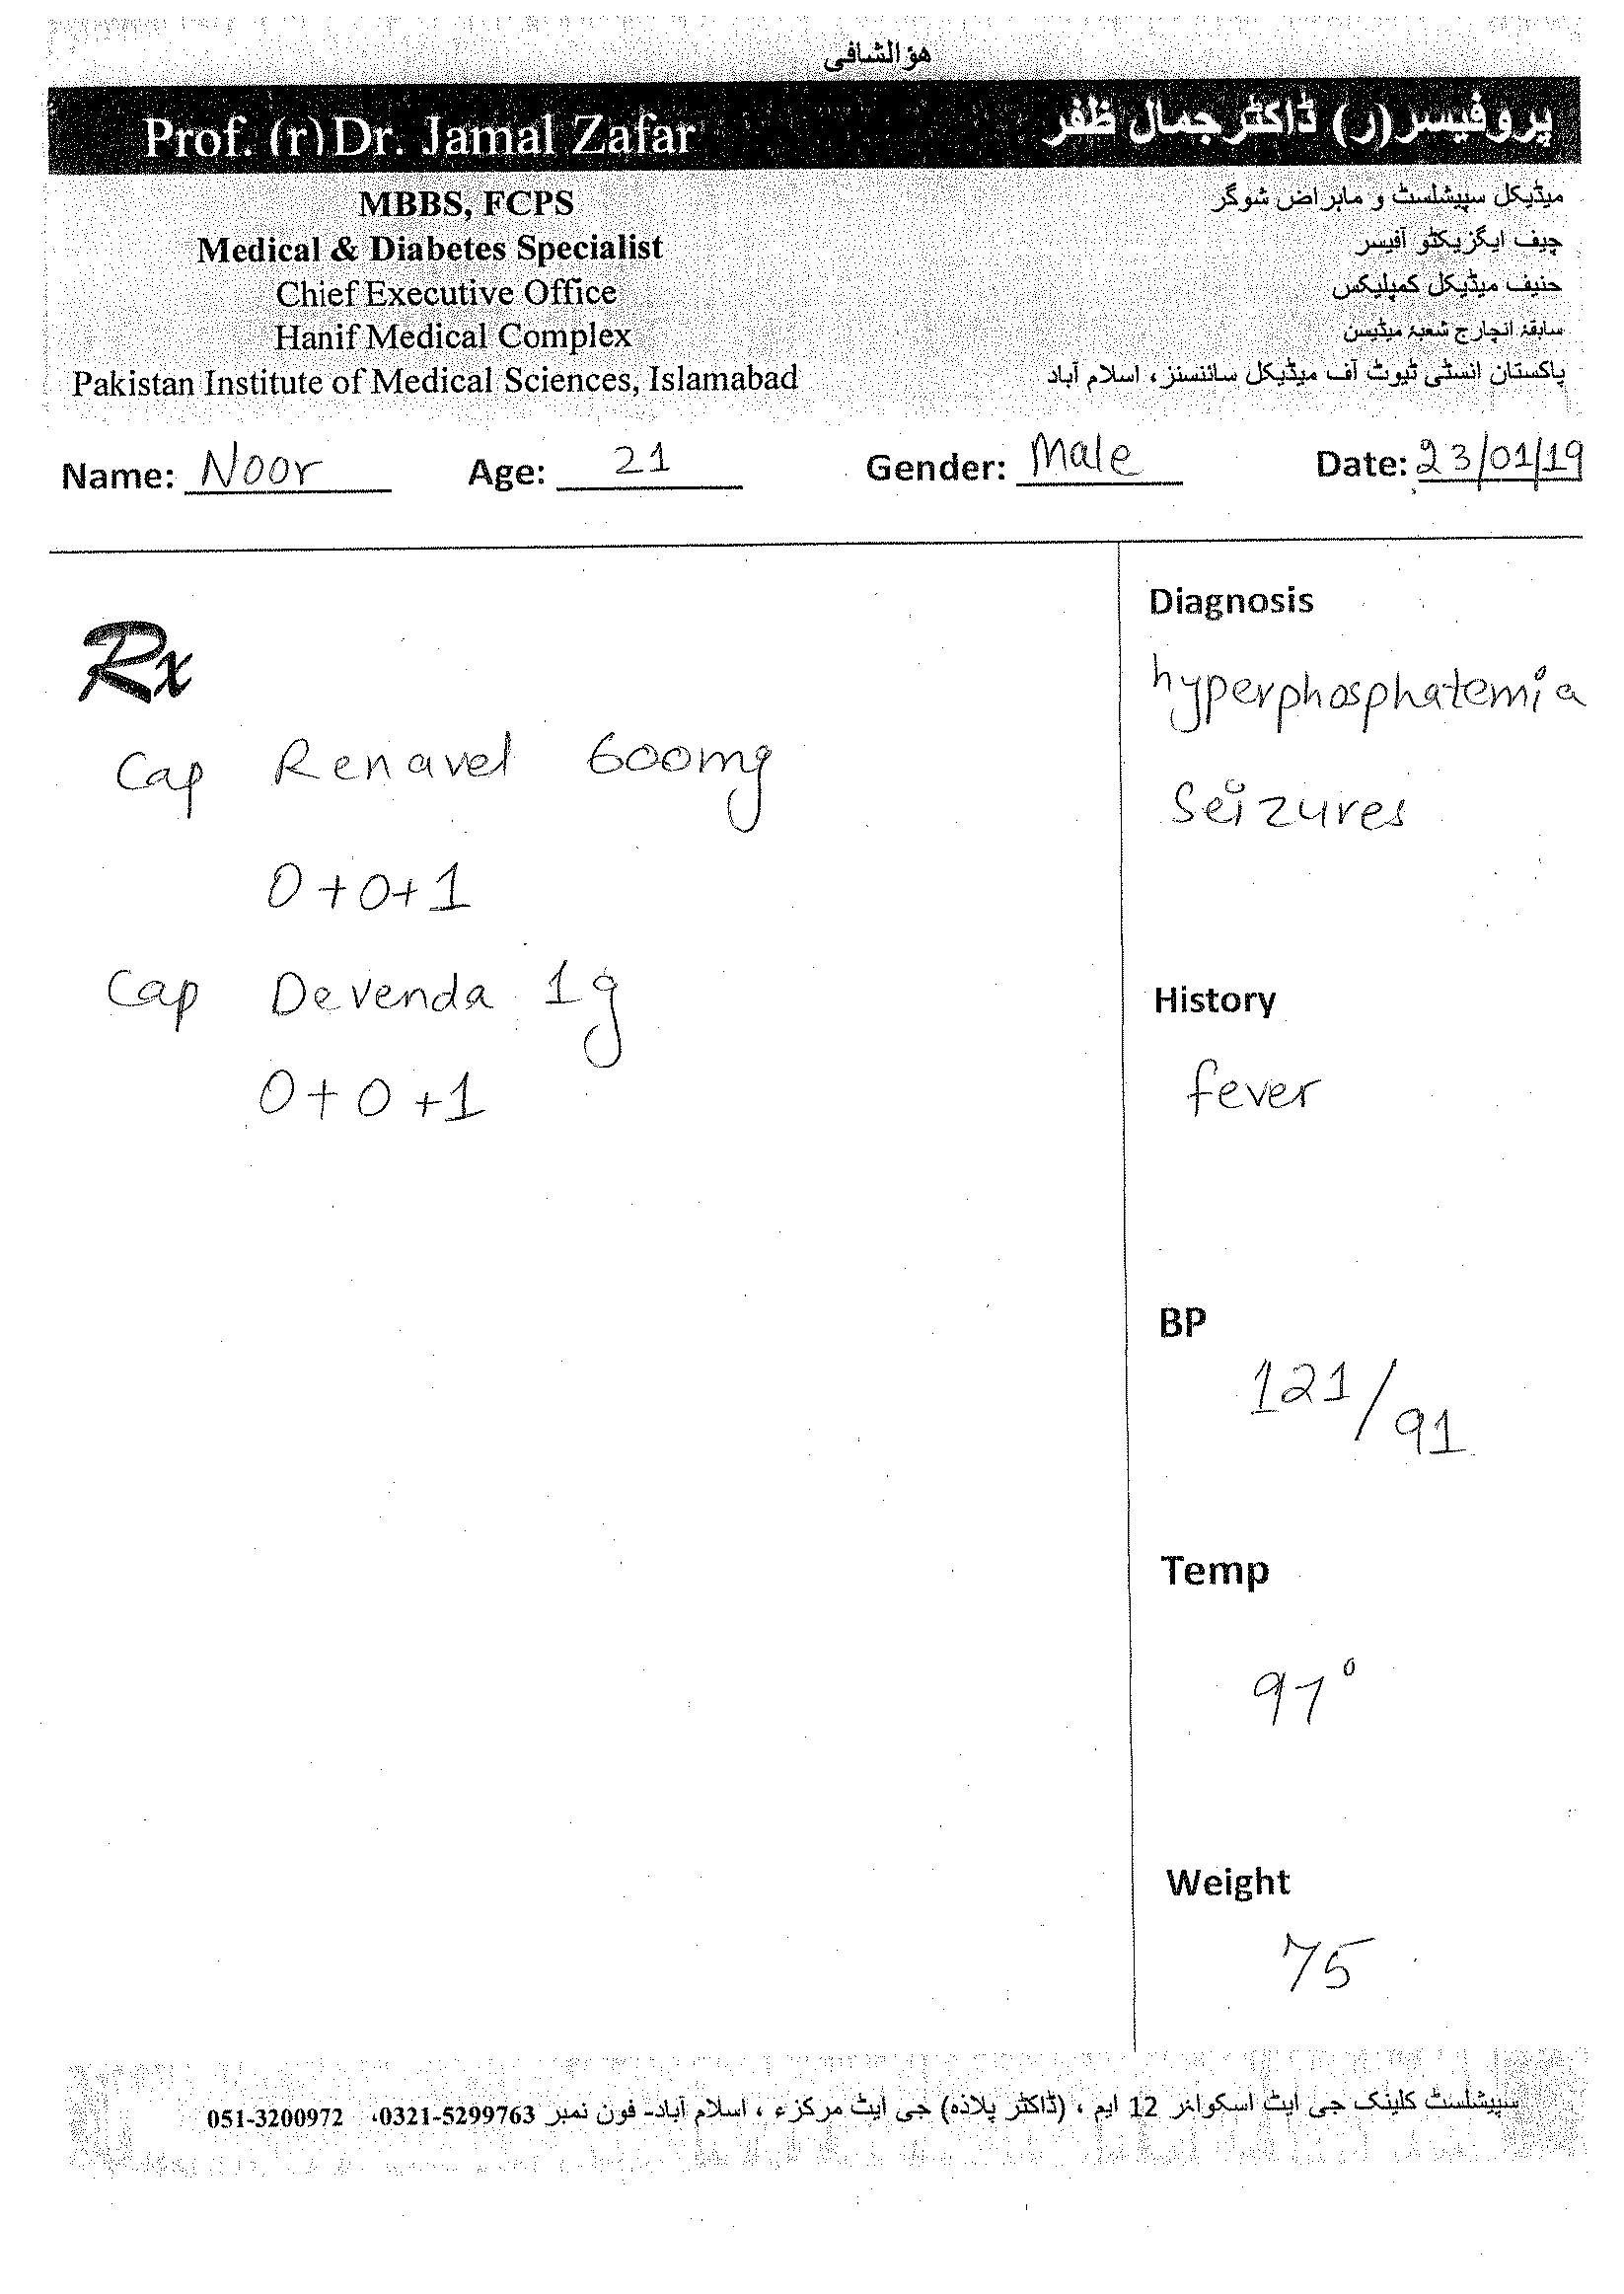 هؤالشافی
Prof. (r) Dr. Jamal Zafar
پروفیسر(ر) ڈاکٹر جمال ظفر
MBBS, FCPS
Medical & Diabetes Specialist
Chief Executive Office
Hanif Medical Complex
Pakistan Institute of Medical Sciences, Islamabad
میڈیکل سپیشلسٹ و ماہراض شوگر
چیف ایگزیکٹو آفیسر
حنیف میڈیکل کمپلیکس
سابقہ انچارج شعبہ میڈیسن
پاکستان انسٹی ٹیوٹ آف میڈیکل سائنسنز، اسلام آباد
Name: Noor Age: 21 Gender: Male Date: 23/01/19
Rx
Cap Renavel 600mg
0+0+1
Cap Devenda 1g
0+0+1
Diagnosis
hyperphosphatemia
Seizures
History
fever
BP
121/91
Temp
97°
Weight
75
سپیشلسٹ کلینک جی ایٹ اسکوائر 12 ایم ، (ڈاکٹر پلاذہ) جی ایٹ مرکزء ، اسلام آباد- فون نمبر 0321-5299763، 051-3200972